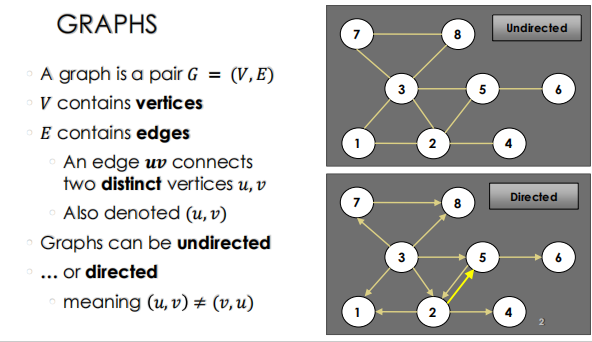 GRAPHS
A graph is a pair G = (V, E)
V contains vertices
E contains edges
An edge uv connects
two distinct vertices u, v
Also denoted (u, v)
Graphs can be undirected
... or directed
meaning (u, v) ≠ (v, u)
Undirected
7 8
3 5 6
1 2 4
Directed
7 8
3 5 6
1 2 4
2